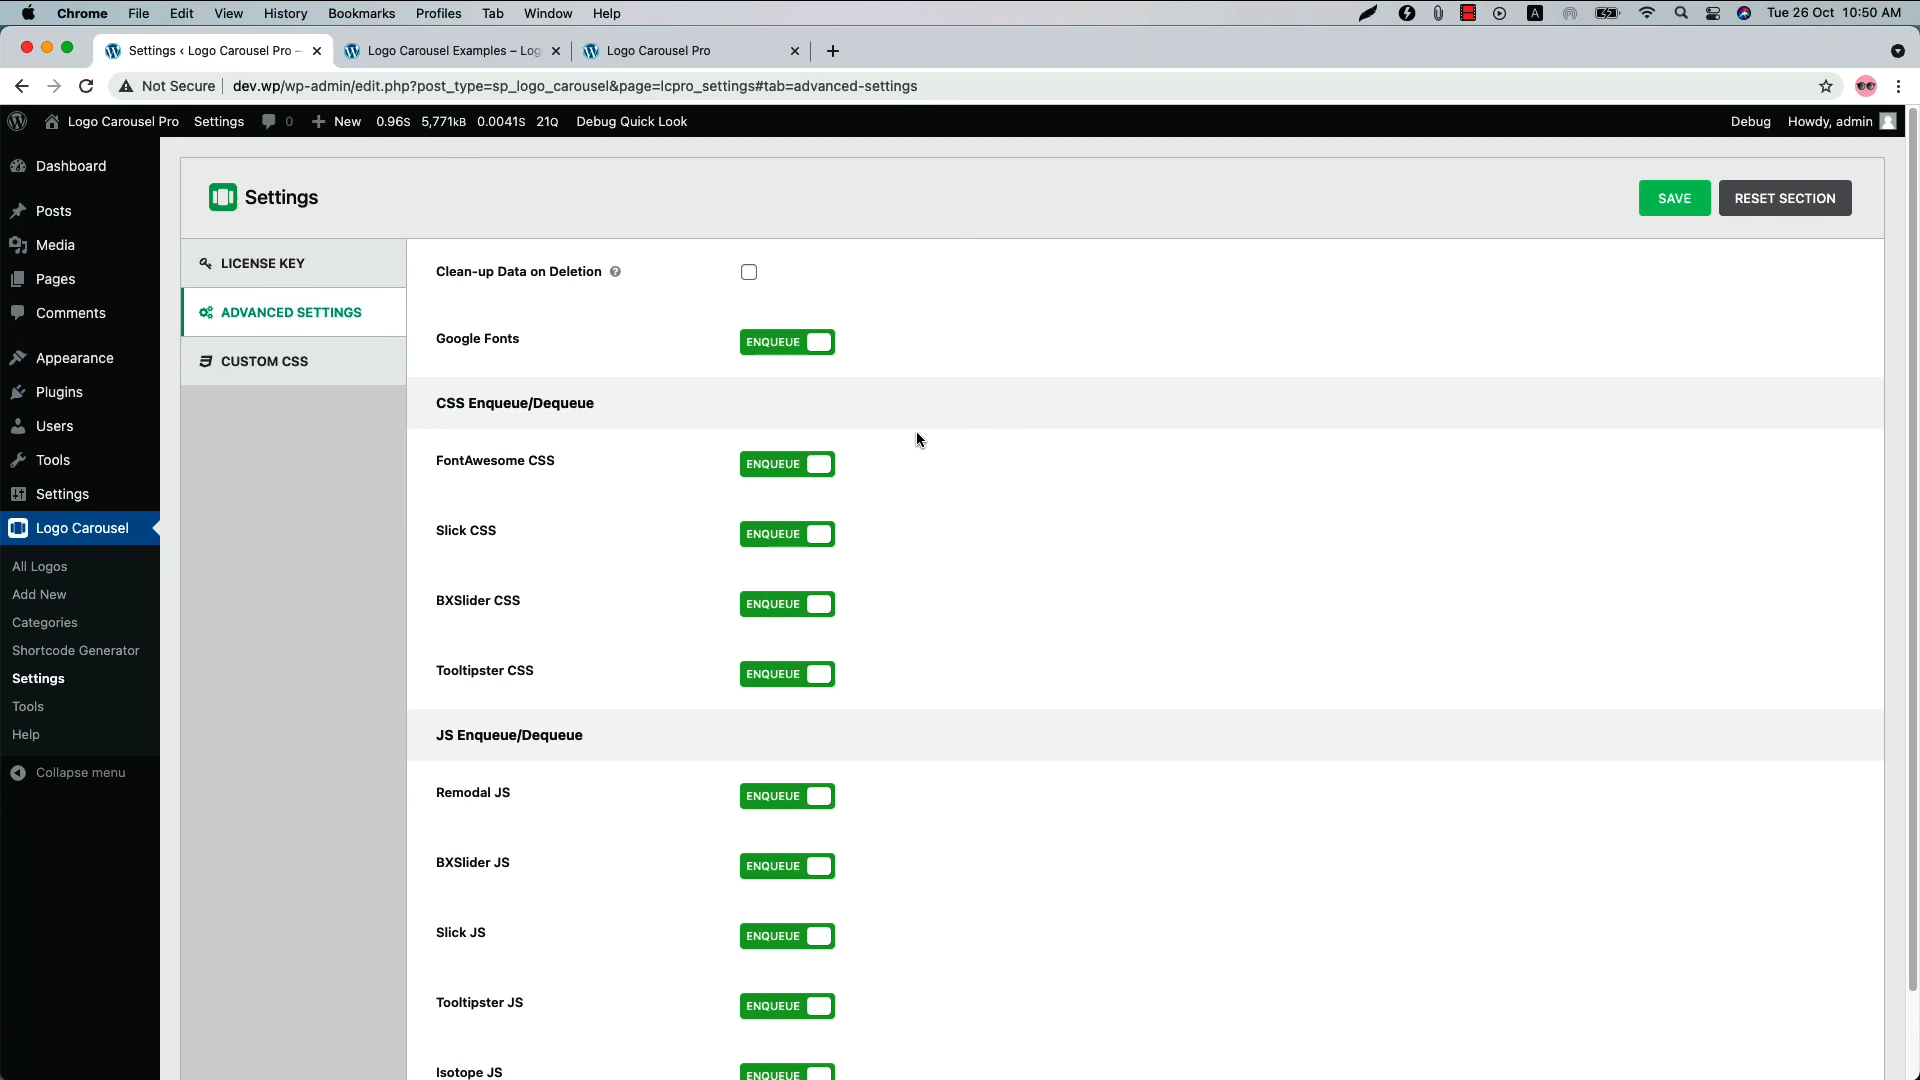 Chrome File Edit View History Bookmarks Profiles Tab Window Help A Tue 26 Oct 10:50 AM
Settings ‹ Logo Carousel Pro – Logo Carousel Examples – Log Logo Carousel Pro
Not Secure dev.wp/wp-admin/edit.php?post_type=sp_logo_carousel&page=lcpro_settings#tab=advanced-settings
Logo Carousel Pro Settings 0 New 0.96S 5,771KB 0.0041S 21Q Debug Quick Look Debug Howdy, admin
Dashboard
Posts
Media
Pages
Comments
Appearance
Plugins
Users
Tools
Settings
Logo Carousel
All Logos
Add New
Categories
Shortcode Generator
Settings
Tools
Help
Collapse menu
Settings
SAVE RESET SECTION
LICENSE KEY
ADVANCED SETTINGS
CUSTOM CSS
Clean-up Data on Deletion ?
Google Fonts ENQUEUE
CSS Enqueue/Dequeue
FontAwesome CSS ENQUEUE
Slick CSS ENQUEUE
BXSlider CSS ENQUEUE
Tooltipster CSS ENQUEUE
JS Enqueue/Dequeue
Remodal JS ENQUEUE
BXSlider JS ENQUEUE
Slick JS ENQUEUE
Tooltipster JS ENQUEUE
Isotope JS ENQUEUE